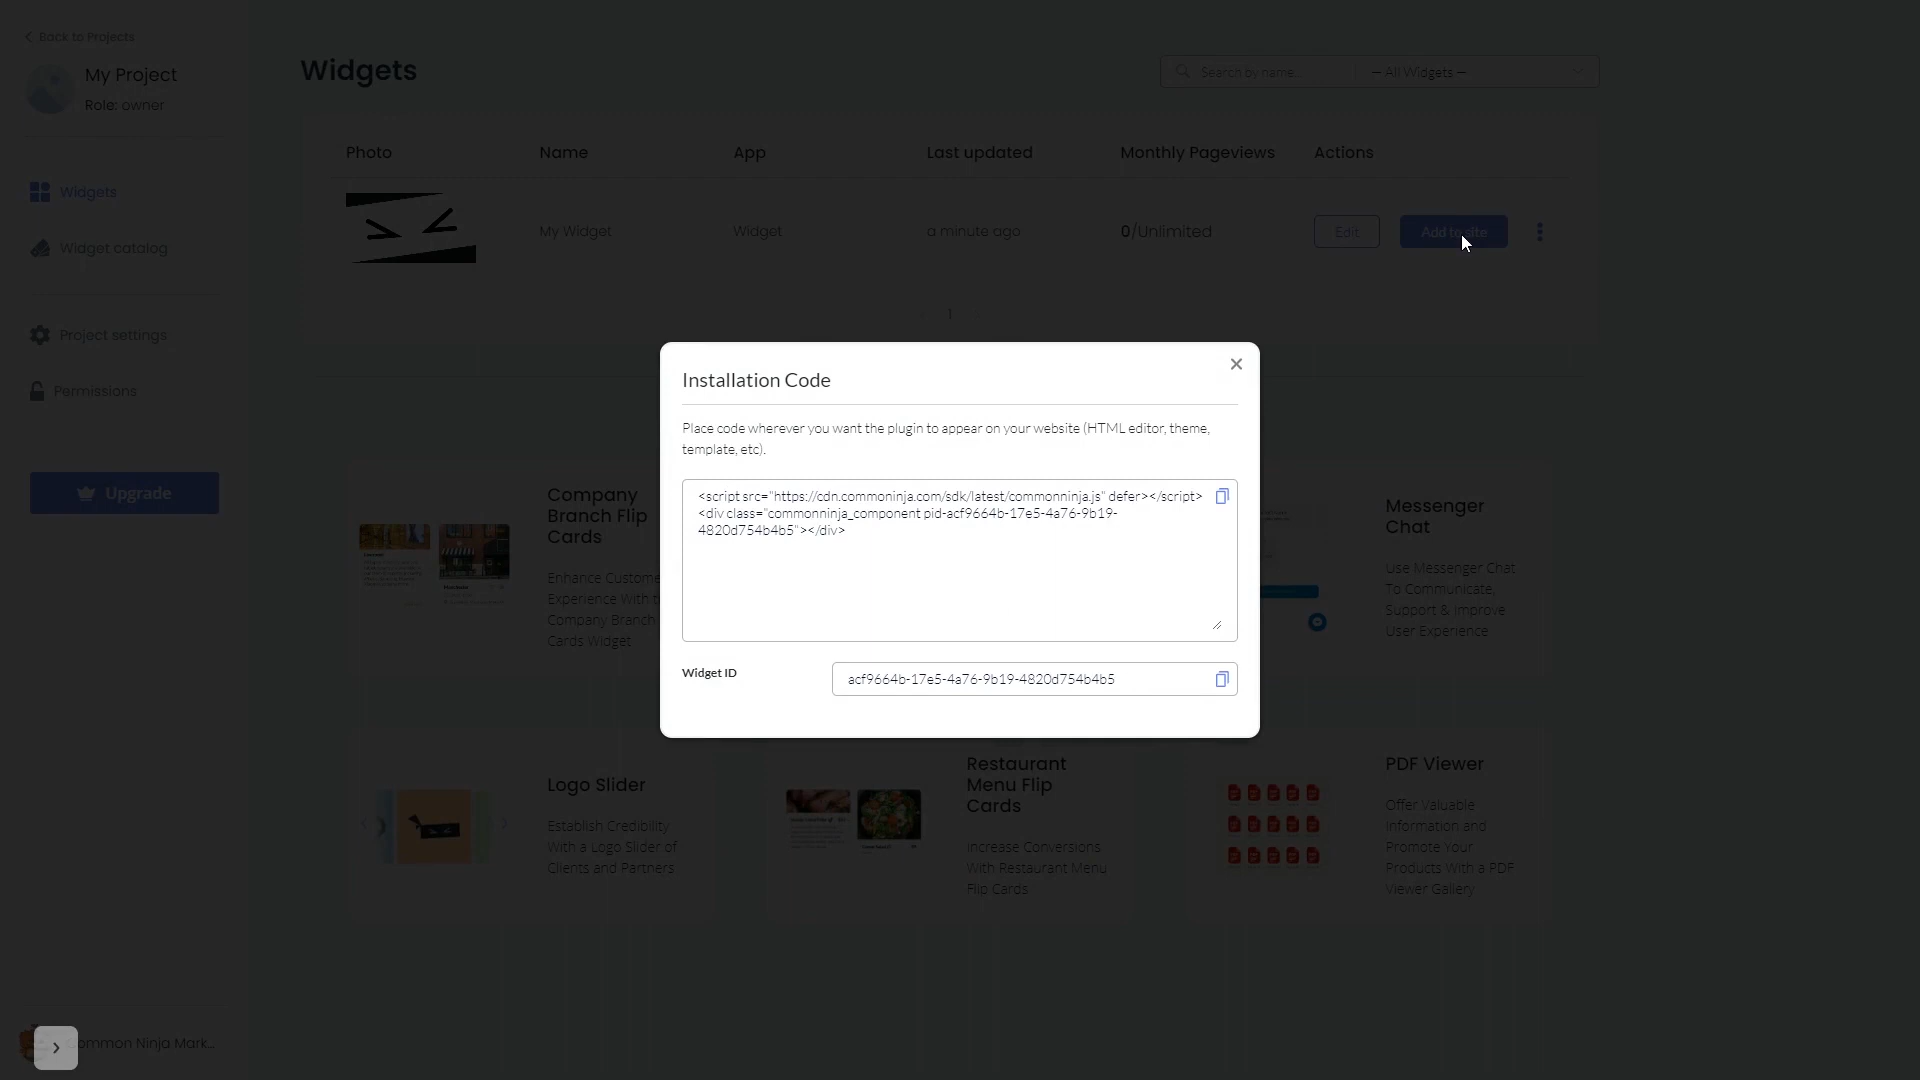 Back to Projects
My Project
Role: owner
Widgets
Widget catalog
Project settings
Permissions
Upgrade
Widgets
Search by name...
— All Widgets —
Photo
Name
App
Last updated
Monthly Pageviews
Actions
My Widget
Widget
a minute ago
0/Unlimited
Edit
Add to site
1
Installation Code
Place code wherever you want the plugin to appear on your website (HTML editor, theme,
template, etc).
<script src="https://cdn.commoninja.com/sdk/latest/commonninja.js" defer></script>
<div class="commonninja_component pid-acf9664b-17e5-4a76-9b19-
4820d754b4b5"></div>
Widget ID
acf9664b-17e5-4a76-9b19-4820d754b4b5
Company
Branch Flip
Cards
Enhance Custome
Experience With
Company Branch
Cards Widget
Messenger
Chat
Use Messenger Chat
To Communicate,
Support & Improve
User Experience
Logo Slider
Establish Credibility
With a Logo Slider of
Clients and Partners
Restaurant
Menu Flip
Cards
Increase Conversions
With Restaurant Menu
Flip Cards
PDF Viewer
Offer Valuable
Information and
Promote Your
Products With a PDF
Viewer Gallery
ommon Ninja Mark...